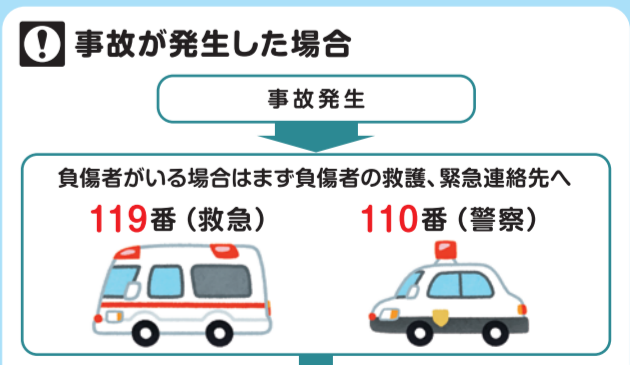 事故が発生した場合
事故発生
負傷者がいる場合はまず負傷者の救護、緊急連絡先へ
119番（救急） 110番（警察）